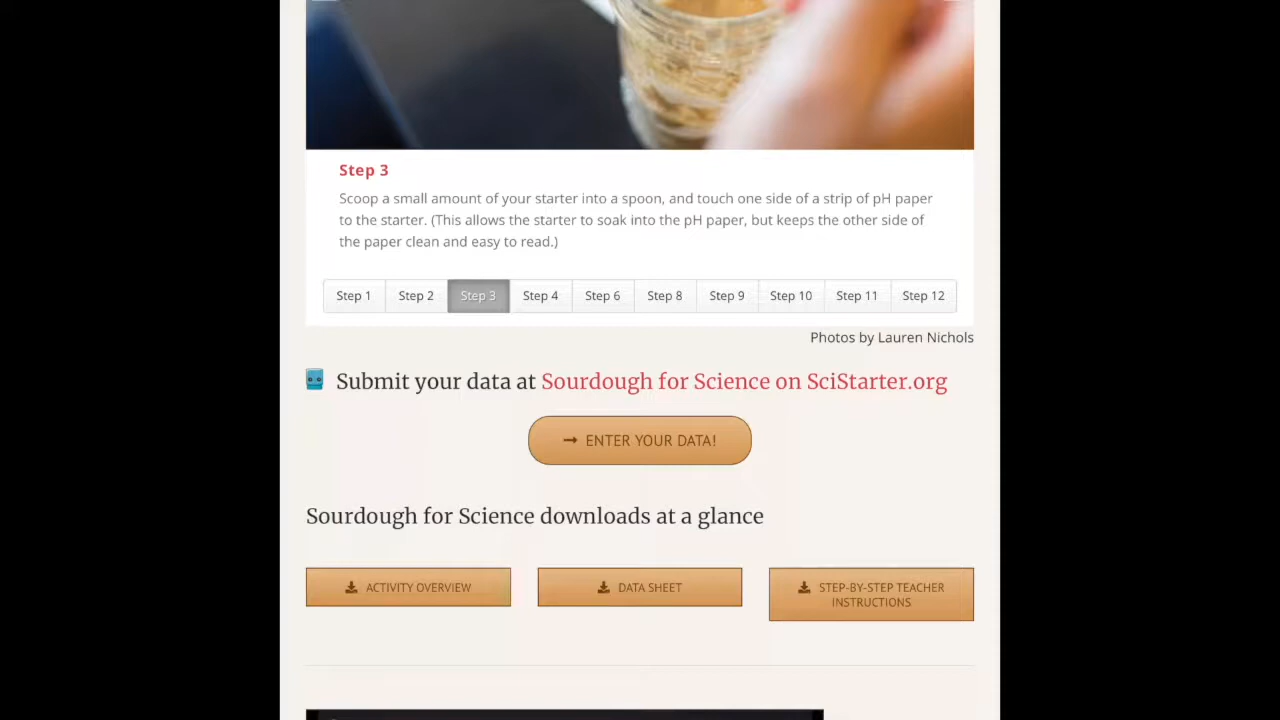 Step 3
Scoop a small amount of your starter into a spoon, and touch one side of a strip of pH paper
to the starter. (This allows the starter to soak into the pH paper, but keeps the other side of
the paper clean and easy to read.)
Step 1 Step 2 Step 3 Step 4 Step 6 Step 8 Step 9 Step 10 Step 11 Step 12
Photos by Lauren Nichols
Submit your data at Sourdough for Science on SciStarter.org
ENTER YOUR DATA!
Sourdough for Science downloads at a glance
ACTIVITY OVERVIEW
DATA SHEET
STEP-BY-STEP TEACHER
INSTRUCTIONS